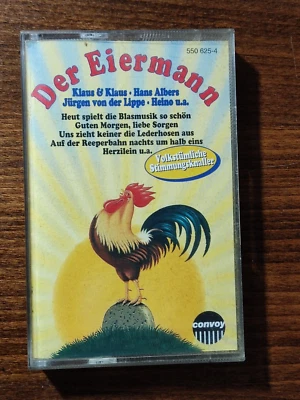 550 625-4
Der Eiermann
Klaus & Klaus · Hans Albers
Jürgen von der Lippe · Heino u.a.
Heut spielt die Blasmusik so schön
Guten Morgen, liebe Sorgen
Uns zieht keiner die Lederhosen aus
Auf der Reeperbahn nachts um halb eins
Herzilein u.a.
Volkstümliche
Stimmungsknaller
convoy